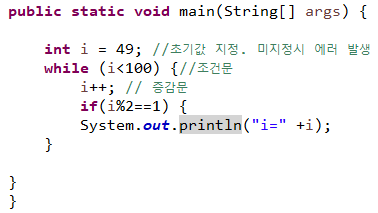 public static void main(String[] args) {
int i = 49; //초기값 지정. 미지정시 에러 발생
while (i<100) {//조건문
i++; // 증감문
if(i%2==1) {
System.out.println("i=" +i);
}
}
}